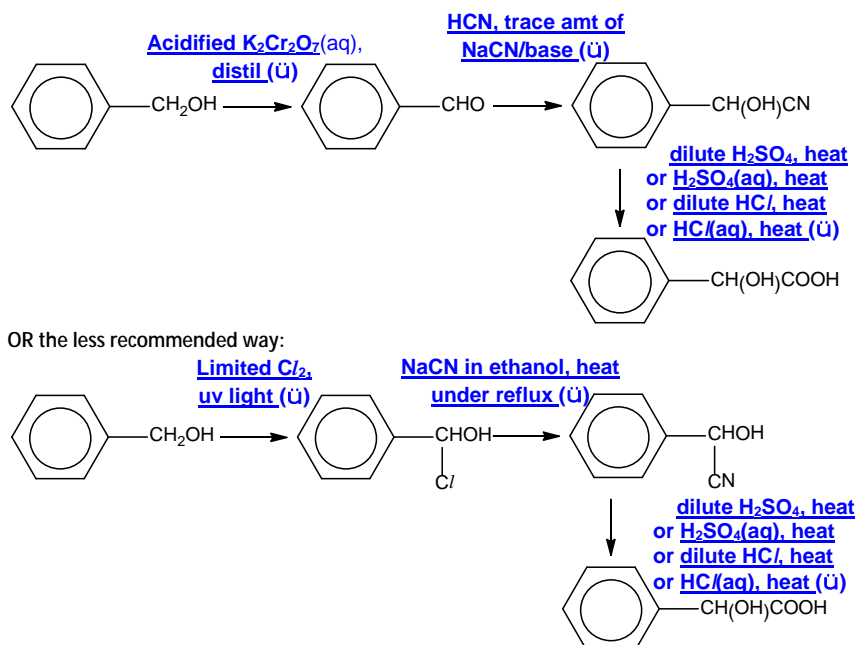 Acidified K₂Cr₂O₇(aq),
distil (ü)
HCN, trace amt of
NaCN/base (ü)
CH₂OH
CHO
CH(OH)CN
dilute H₂SO₄, heat
or H₂SO₄(aq), heat
or dilute HCl, heat
or HCl(aq), heat (ü)
CH(OH)COOH
OR the less recommended way:
Limited Cl₂,
uv light (ü)
NaCN in ethanol, heat
under reflux (ü)
CH₂OH
CHOH
Cl
CHOH
CN
dilute H₂SO₄, heat
or H₂SO₄(aq), heat
or dilute HCl, heat
or HCl(aq), heat (ü)
CH(OH)COOH